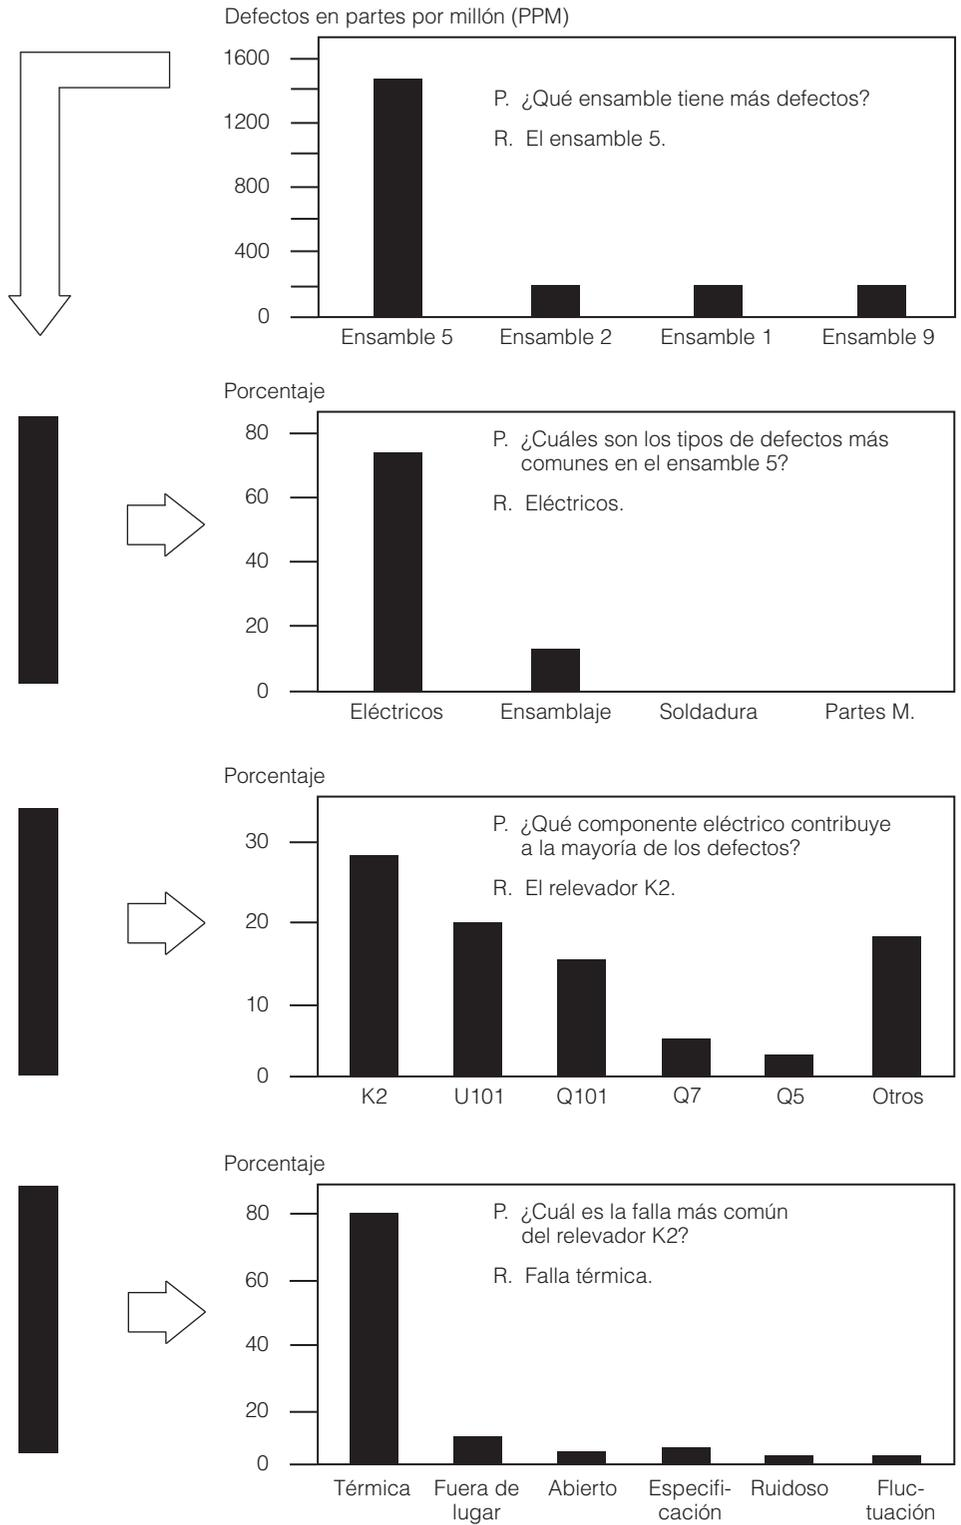 Defectos en partes por millón (PPM)
1600
1200
800
400
0
P. ¿Qué ensamble tiene más defectos?
R. El ensamble 5.
Ensamble 5 Ensamble 2 Ensamble 1 Ensamble 9
Porcentaje
80
60
40
20
0
P. ¿Cuáles son los tipos de defectos más
comunes en el ensamble 5?
R. Eléctricos.
Eléctricos Ensamblaje Soldadura Partes M.
Porcentaje
30
20
10
0
P. ¿Qué componente eléctrico contribuye
a la mayoría de los defectos?
R. El relevador K2.
K2 U101 Q101 Q7 Q5 Otros
Porcentaje
80
60
40
20
0
P. ¿Cuál es la falla más común
del relevador K2?
R. Falla térmica.
Térmica Fuera de Abierto Especifi- Ruidoso Fluc-
lugar cación tuación